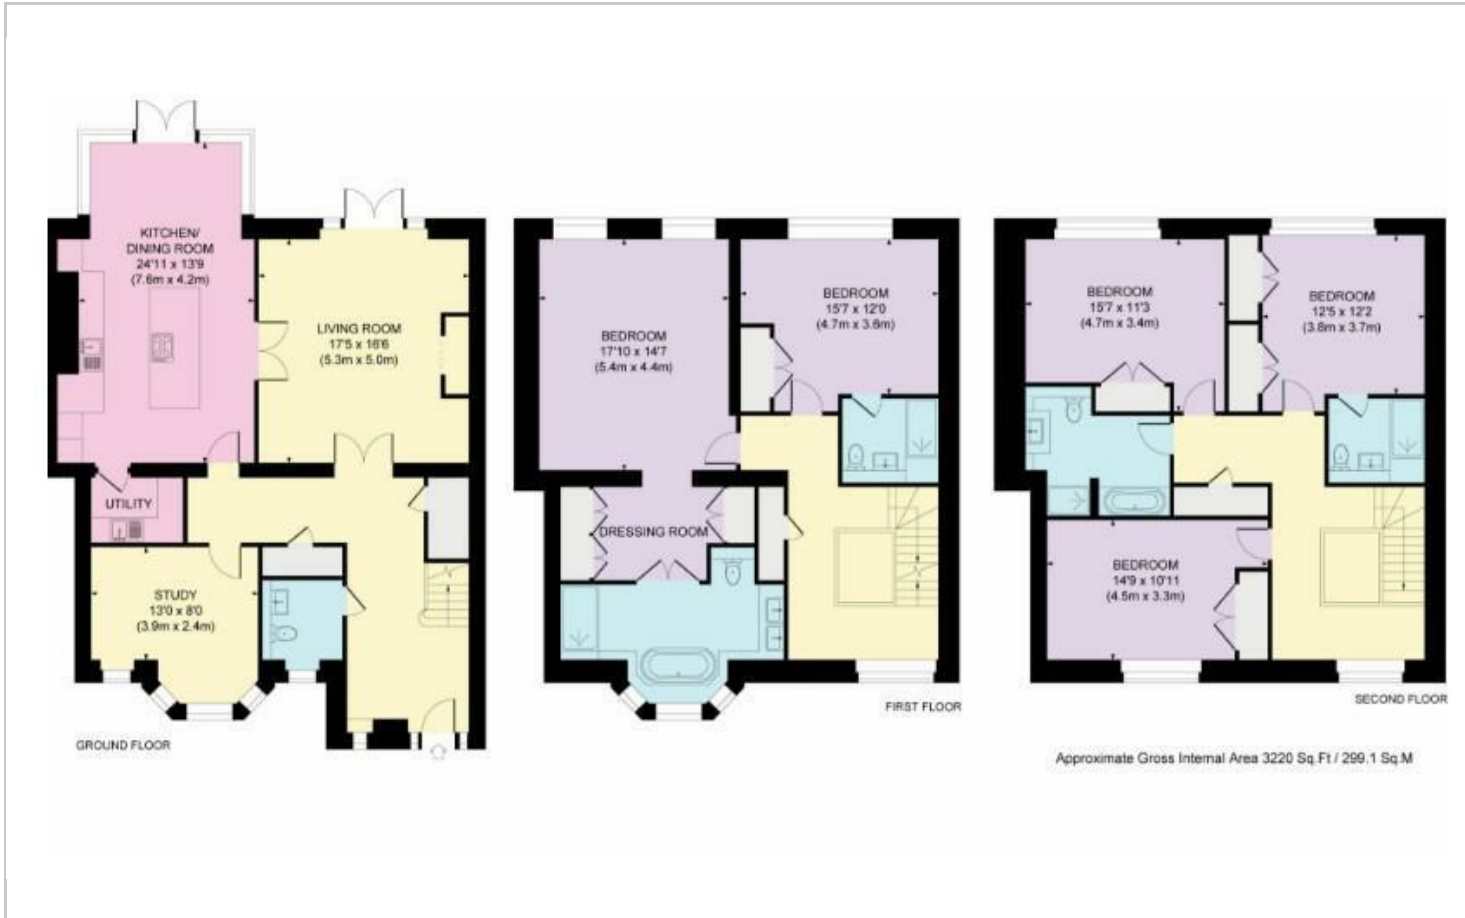 KITCHEN/
DINING ROOM
24'11 x 13'9
(7.6m x 4.2m)
LIVING ROOM
17'5 x 16'6
(5.3m x 5.0m)
UTILITY
STUDY
13'0 x 8'0
(3.9m x 2.4m)
GROUND FLOOR
BEDROOM
17'10 x 14'7
(5.4m x 4.4m)
BEDROOM
15'7 x 12'0
(4.7m x 3.6m)
DRESSING ROOM
FIRST FLOOR
BEDROOM
15'7 x 11'3
(4.7m x 3.4m)
BEDROOM
12'5 x 12'2
(3.8m x 3.7m)
BEDROOM
14'9 x 10'11
(4.5m x 3.3m)
SECOND FLOOR
Approximate Gross Internal Area 3220 Sq.Ft / 299.1 Sq.M